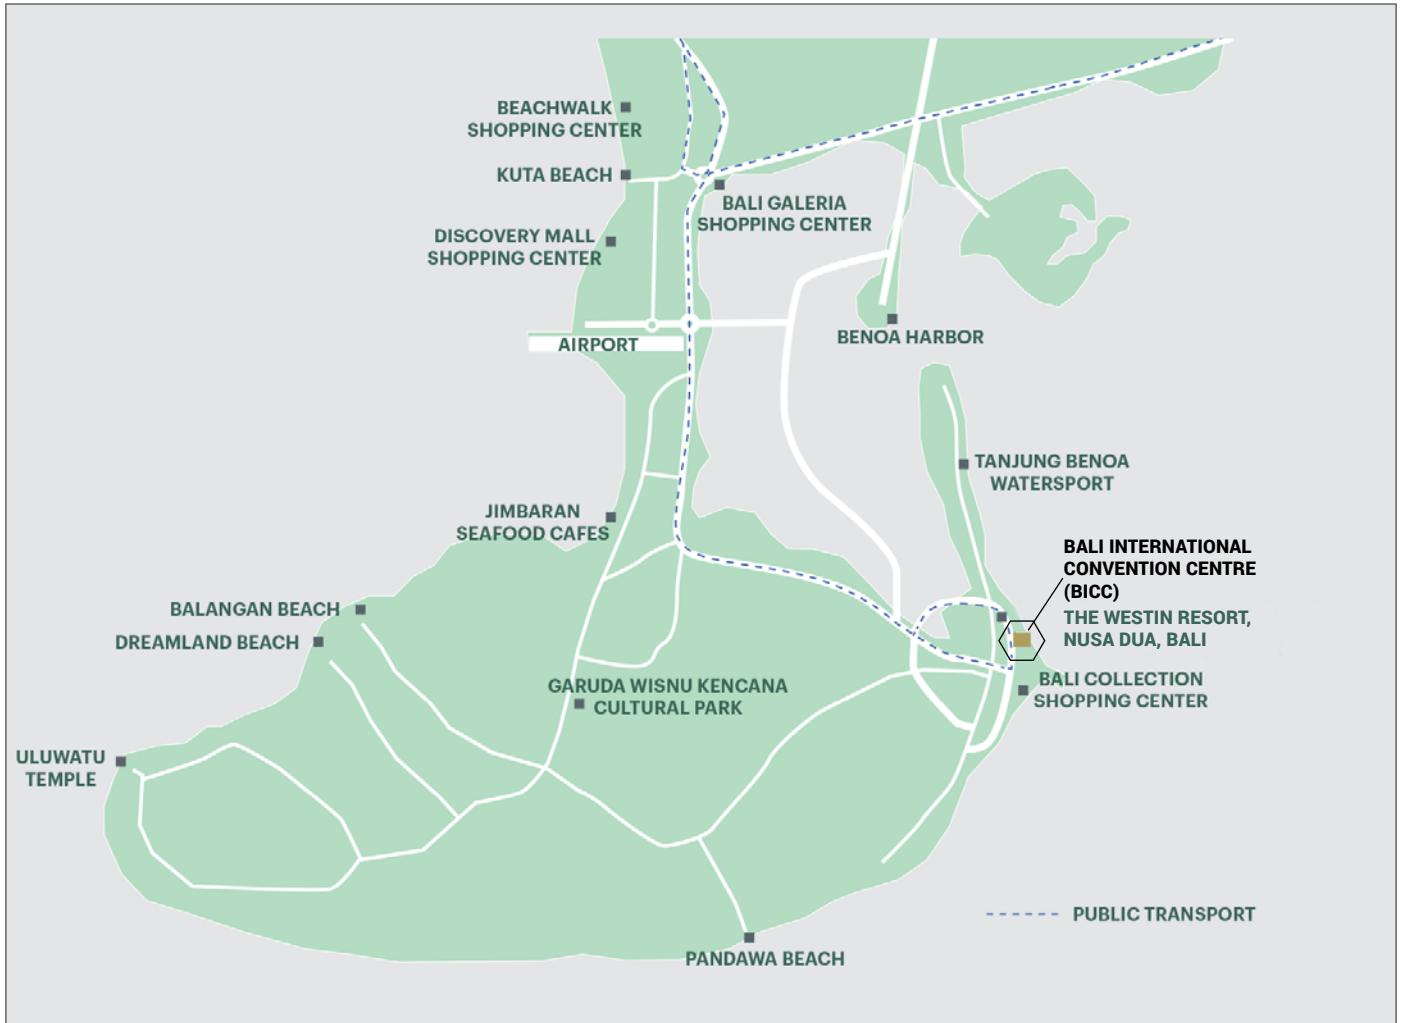 BEACHWALK
SHOPPING CENTER
KUTA BEACH
BALI GALERIA
SHOPPING CENTER
DISCOVERY MALL
SHOPPING CENTER
AIRPORT
BENOA HARBOR
TANJUNG BENOA
WATERSPORT
JIMBARAN
SEAFOOD CAFES
BALI INTERNATIONAL
CONVENTION CENTRE
(BICC)
THE WESTIN RESORT,
NUSA DUA, BALI
BALANGAN BEACH
DREAMLAND BEACH
BALI COLLECTION
SHOPPING CENTER
GARUDA WISNU KENCANA
CULTURAL PARK
ULUWATU
TEMPLE
PUBLIC TRANSPORT
PANDAWA BEACH